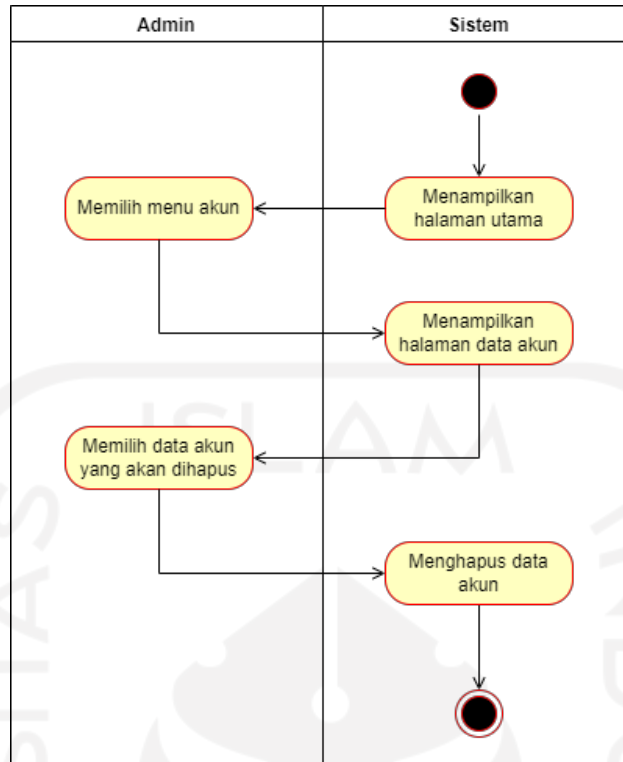 Admin
Sistem
Menampilkan
halaman utama
Memilih menu akun
Menampilkan
halaman data akun
Memilih data akun
yang akan dihapus
Menghapus data
akun
ISLAM